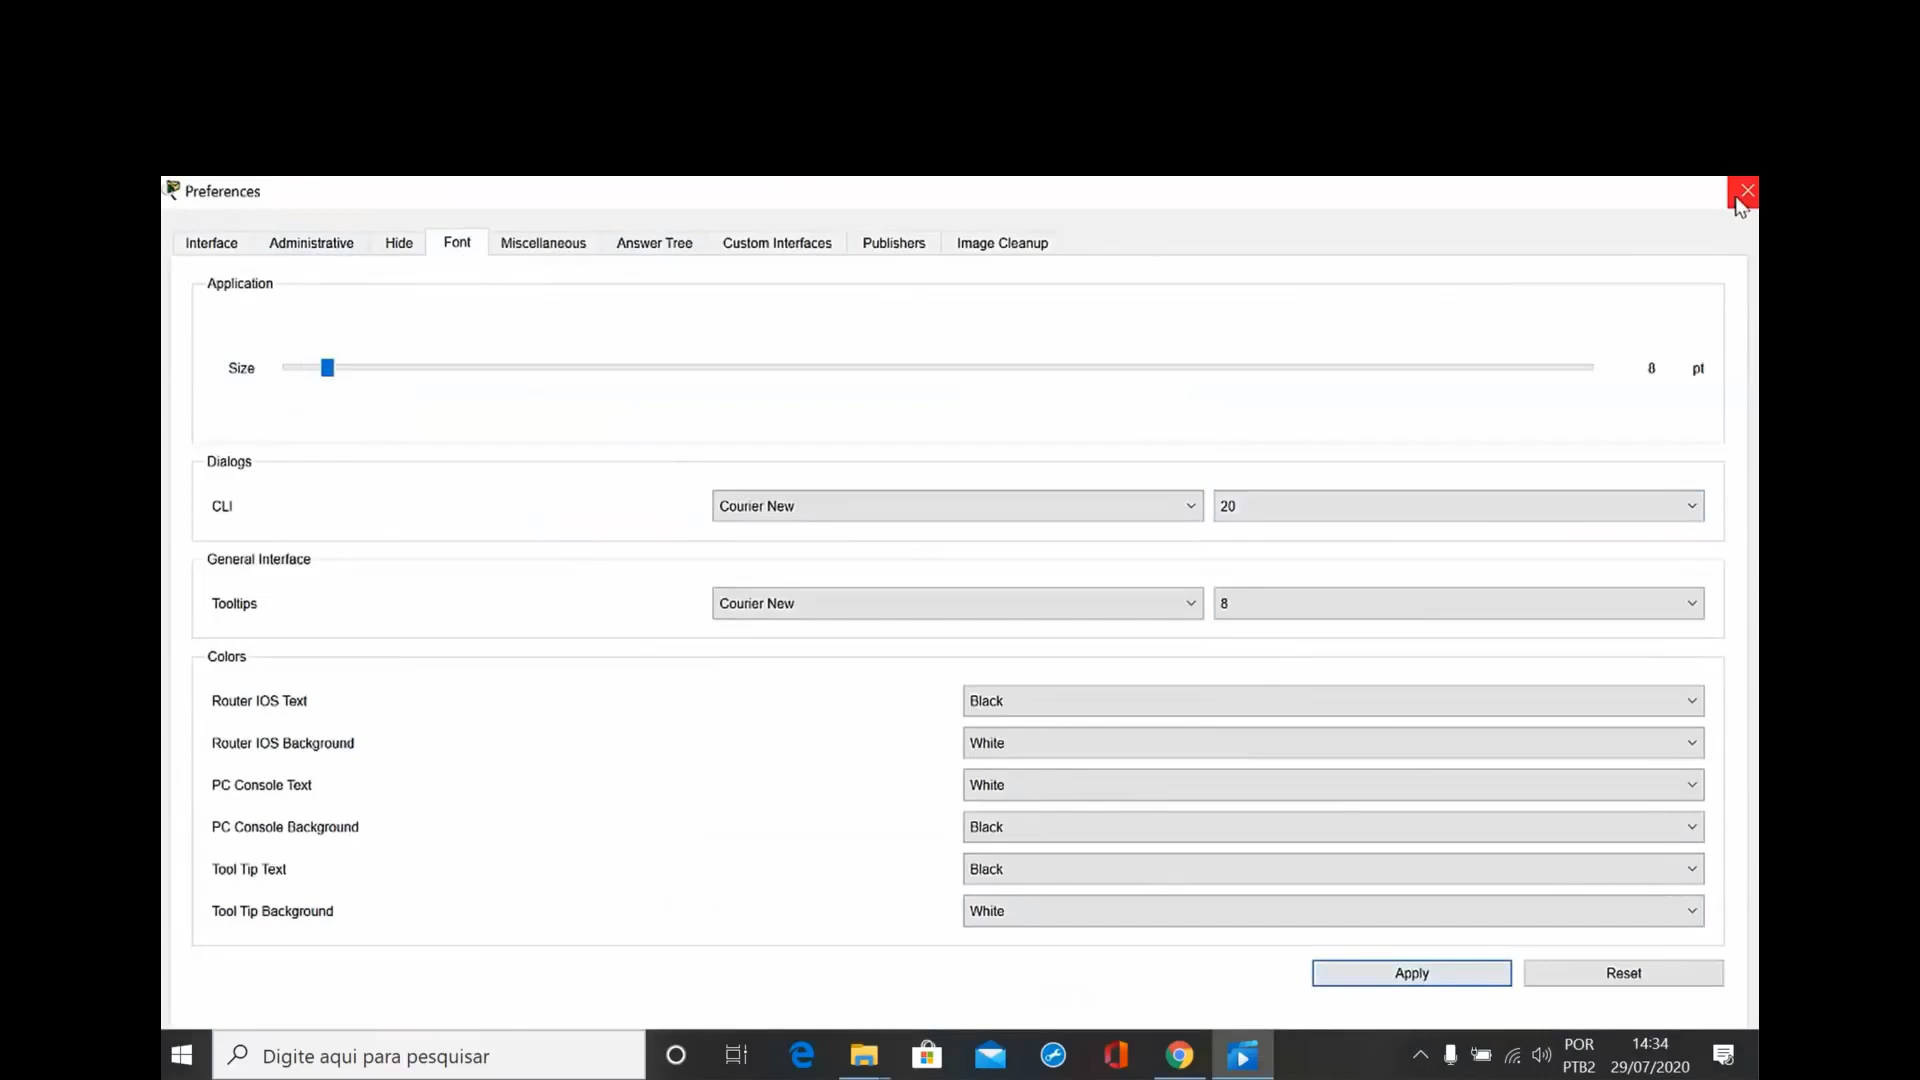 Preferences
Interface Administrative Hide Font Miscellaneous Answer Tree Custom Interfaces Publishers Image Cleanup
Application
Size 8 pt
Dialogs
CLI Courier New 20
General Interface
Tooltips Courier New 8
Colors
Router IOS Text Black
Router IOS Background White
PC Console Text White
PC Console Background Black
Tool Tip Text Black
Tool Tip Background White
Apply Reset
Digite aqui para pesquisar
POR 14:34
PTB2 29/07/2020